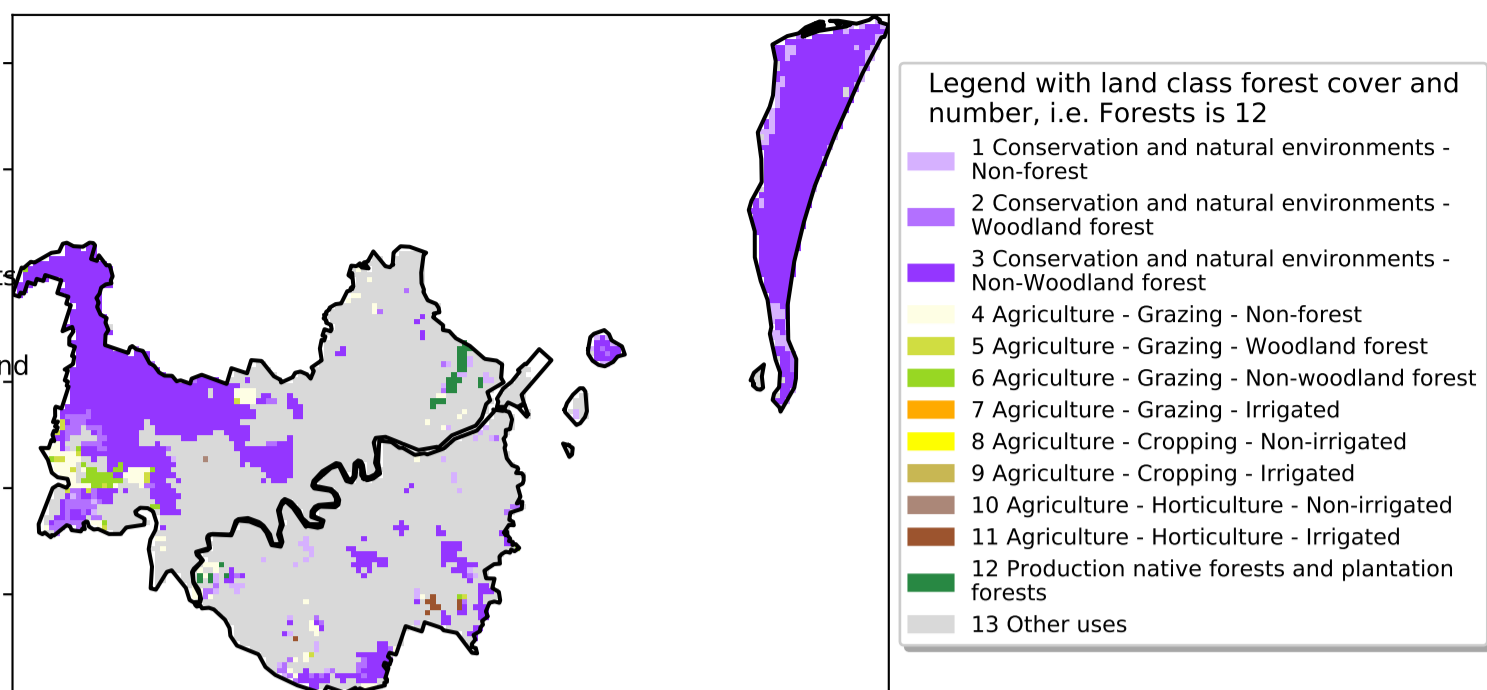 Legend with land class forest cover and
number, i.e. Forests is 12
1 Conservation and natural environments -
Non-forest
2 Conservation and natural environments -
Woodland forest
3 Conservation and natural environments -
Non-Woodland forest
4 Agriculture - Grazing - Non-forest
5 Agriculture - Grazing - Woodland forest
6 Agriculture - Grazing - Non-woodland forest
7 Agriculture - Grazing - Irrigated
8 Agriculture - Cropping - Non-irrigated
9 Agriculture - Cropping - Irrigated
10 Agriculture - Horticulture - Non-irrigated
11 Agriculture - Horticulture - Irrigated
12 Production native forests and plantation
forests
13 Other uses